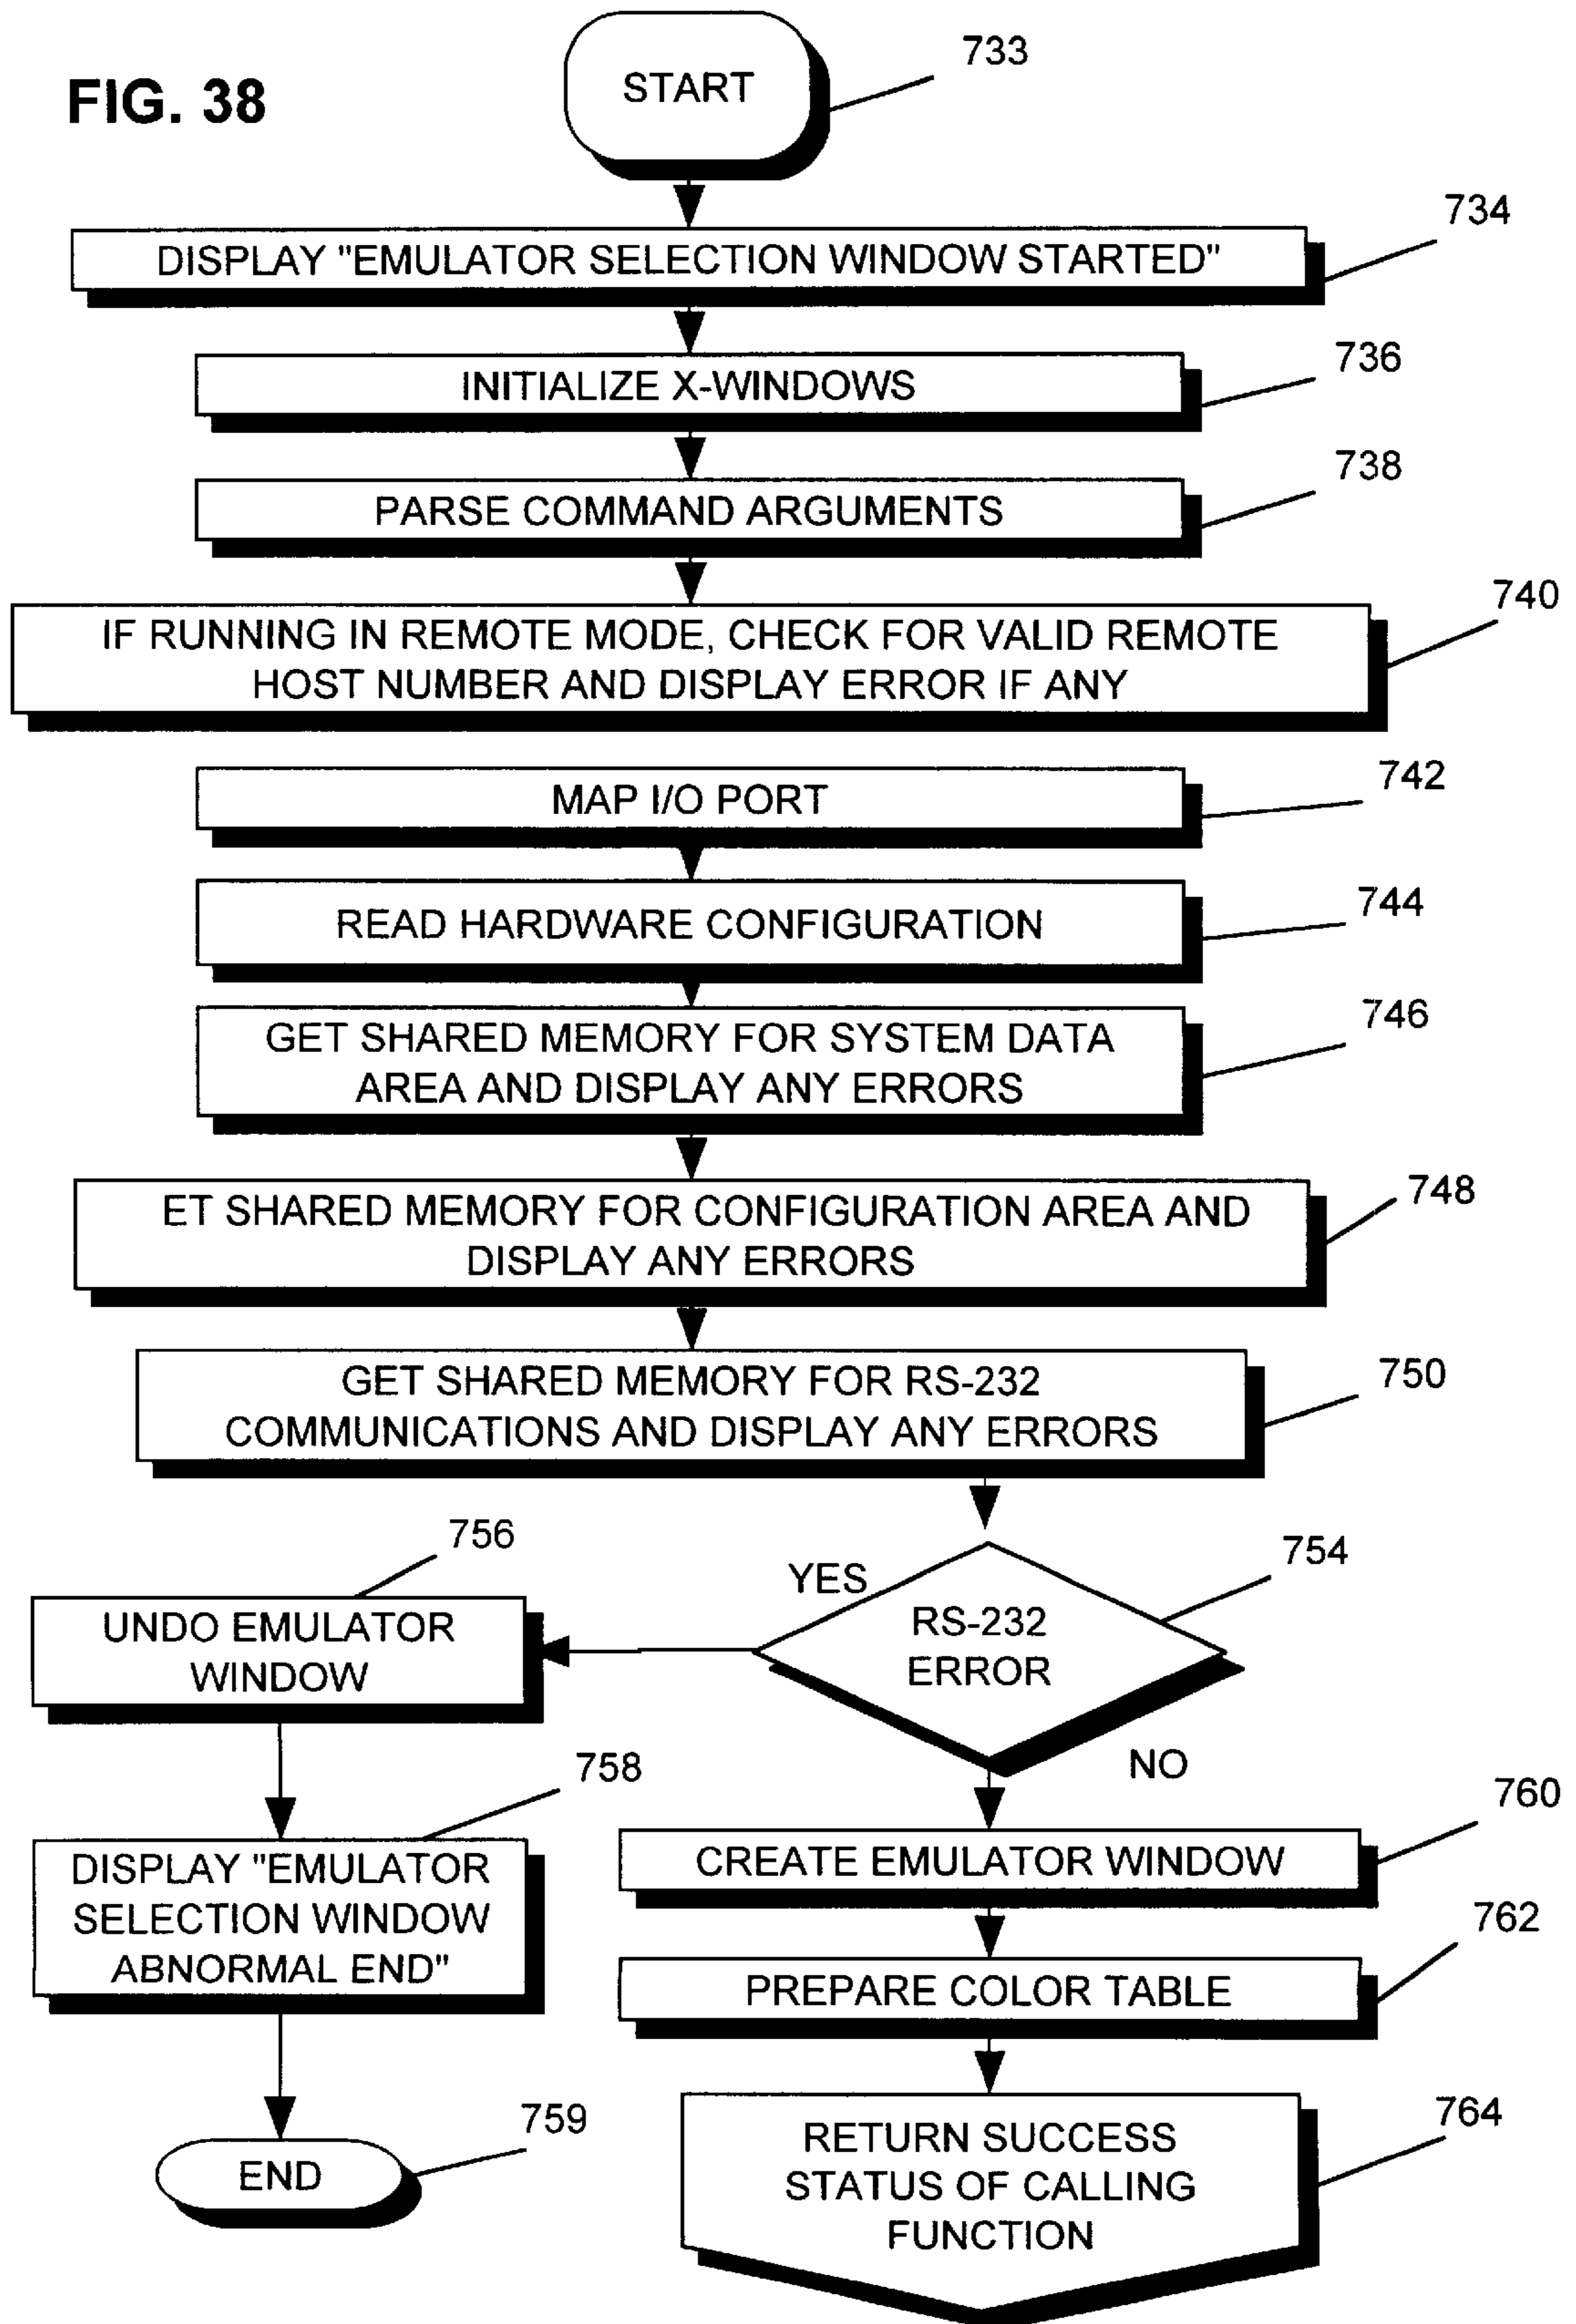 FIG. 38
START
733
DISPLAY "EMULATOR SELECTION WINDOW STARTED"
734
INITIALIZE X-WINDOWS
736
PARSE COMMAND ARGUMENTS
738
IF RUNNING IN REMOTE MODE, CHECK FOR VALID REMOTE
HOST NUMBER AND DISPLAY ERROR IF ANY
740
MAP I/O PORT
742
READ HARDWARE CONFIGURATION
744
GET SHARED MEMORY FOR SYSTEM DATA
AREA AND DISPLAY ANY ERRORS
746
ET SHARED MEMORY FOR CONFIGURATION AREA AND
DISPLAY ANY ERRORS
748
GET SHARED MEMORY FOR RS-232
COMMUNICATIONS AND DISPLAY ANY ERRORS
750
RS-232
ERROR
754
YES
UNDO EMULATOR
WINDOW
756
DISPLAY "EMULATOR
SELECTION WINDOW
ABNORMAL END"
758
END
759
NO
CREATE EMULATOR WINDOW
760
PREPARE COLOR TABLE
762
RETURN SUCCESS
STATUS OF CALLING
FUNCTION
764